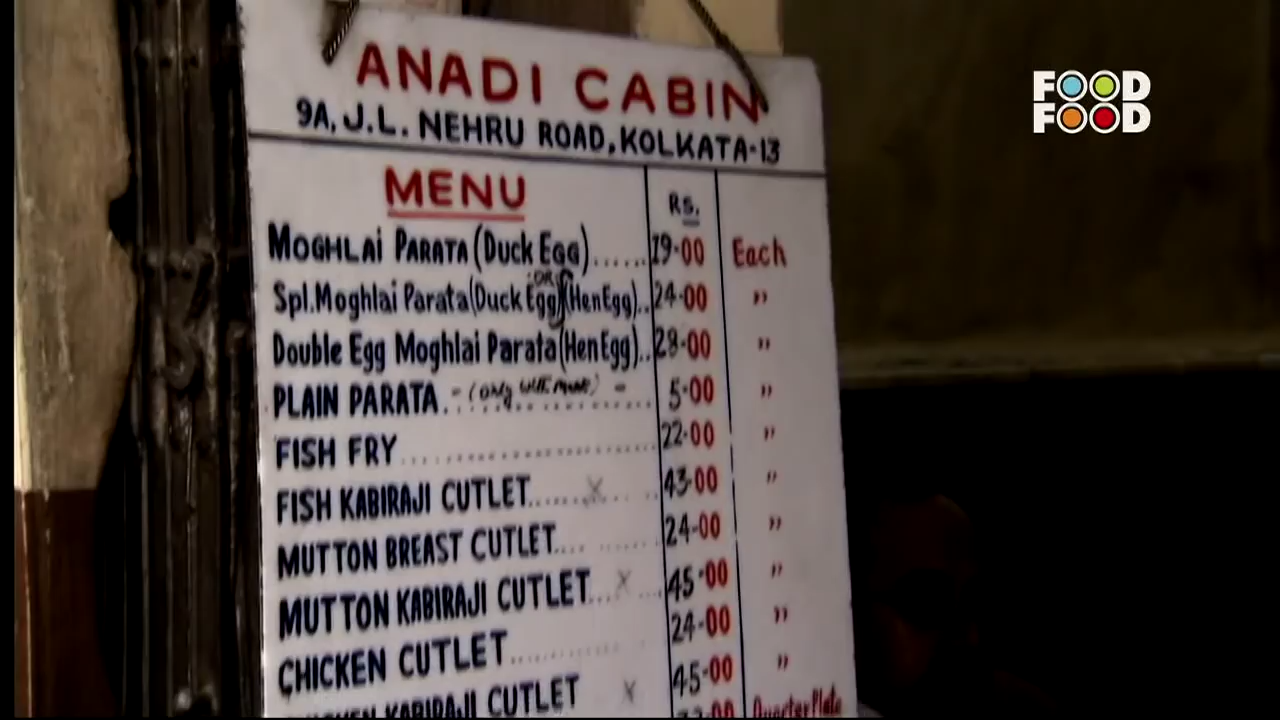 FOOD
FOOD
ANADI CABIN
9A, J.L. NEHRU ROAD, KOLKATA-13
MENU Rs.
MOGHLAI PARATA (Duck Egg)...... 19-00 Each
Spl. Moghlai Parata (Duck Egg) OR (Hen Egg).. 24-00 "
Double Egg Moghlai Parata (Hen Egg).. 28-00 "
PLAIN PARATA - (only with meat) - 5-00 "
FISH FRY 22-00 "
FISH KABIRAJI CUTLET x 43-00 "
MUTTON BREAST CUTLET 24-00 "
MUTTON KABIRAJI CUTLET x 45-00 "
CHICKEN CUTLET 24-00 "
CHICKEN KABIRAJI CUTLET x 45-00 "
Quarter Plate